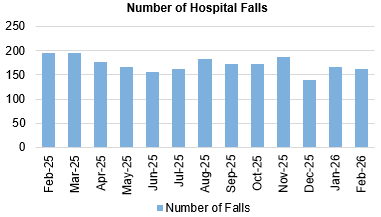 Number of Hospital Falls
250
200
150
100
50
0
Feb-25
Mar-25
Apr-25
May-25
Jun-25
Jul-25
Aug-25
Sep-25
Oct-25
Nov-25
Dec-25
Jan-26
Feb-26
Number of Falls